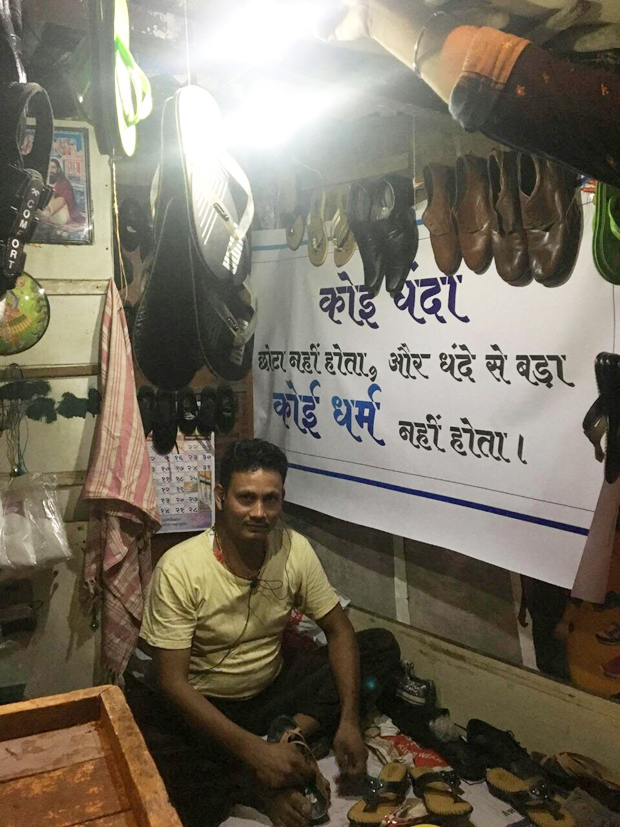 कोइ धंदा
छोटा नहीं होता, और धंदे से बड़ा
कोई धर्म नहीं होता।
COMFORT